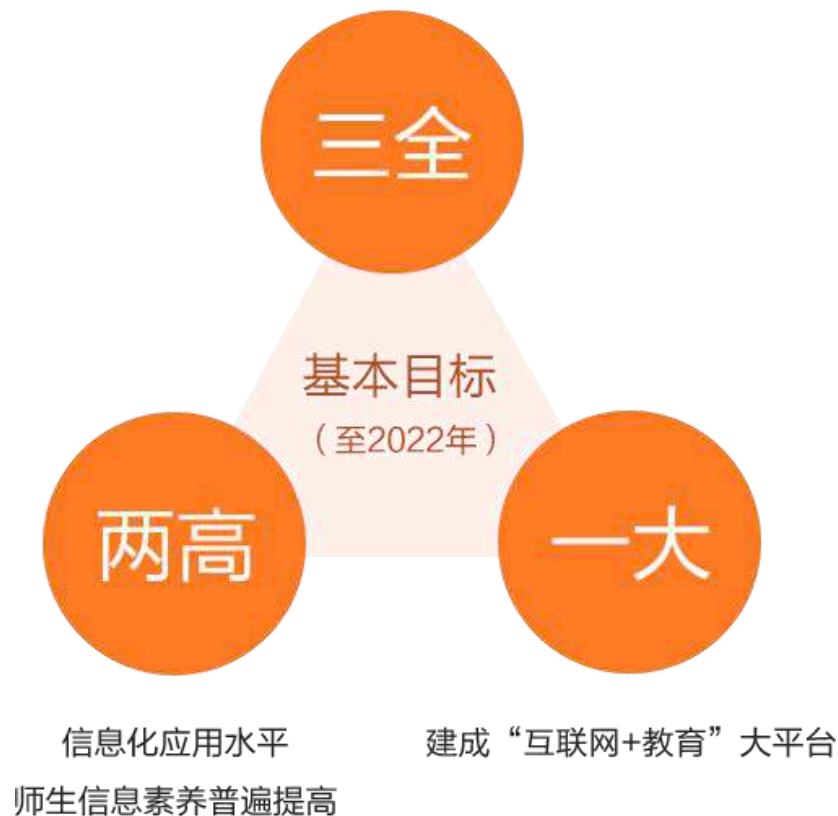 三全
基本目标
（至2022年）
两高
一大
信息化应用水平
师生信息素养普遍提高
建成“互联网+教育”大平台